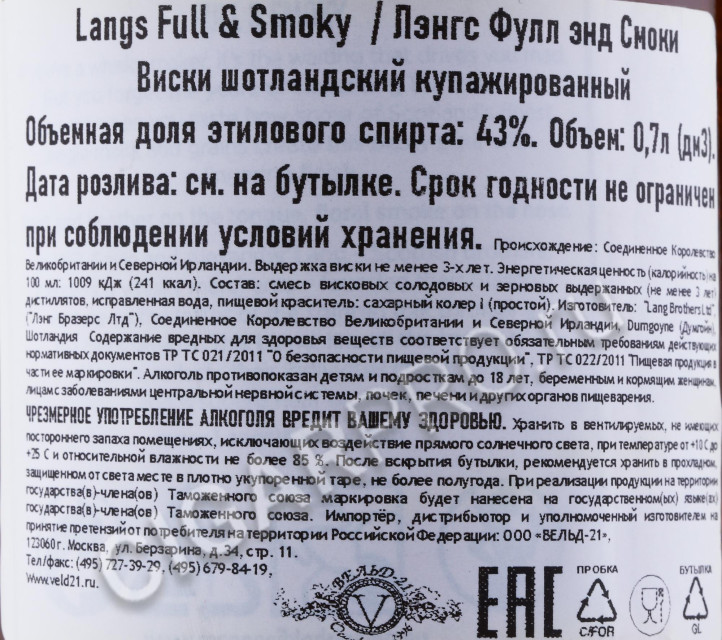 Langs Full & Smoky / Лэнгс Фулл энд Смоки
Виски шотландский купажированный
Объемная доля этилового спирта: 43%. Объем: 0,7л (дм3).
Дата розлива: см. на бутылке. Срок годности не ограничен
при соблюдении условий хранения. Происхождение: Соединенное Королевство
Великобритании и Северной Ирландии. Выдержка виски не менее 3-х лет. Энергетическая ценность (калорийность) на
100 мл: 1009 кДж (241 ккал). Состав: смесь висковых солодовых и зерновых выдержанных (не менее 3 лет)
дистиллятов, исправленная вода, пищевой краситель: сахарный колер i (простой). Изготовитель: "Lang Brothers Ltd",
("Лэнг Бразерс Лтд"), Соединенное Королевство Великобритании и Северной Ирландии, Dumgoyne (Думгойн),
Шотландия Содержание вредных для здоровья веществ соответствует обязательным требованиям действующих
нормативных документов ТР ТС 021/2011 "О безопасности пищевой продукции", ТР ТС 022/2011 "Пищевая продукция в
части ее маркировки". Алкоголь противопоказан детям и подросткам до 18 лет, беременным и кормящим женщинам,
лицам с заболеваниями центральной нервной системы, почек, печени и других органов пищеварения.
ЧРЕЗМЕРНОЕ УПОТРЕБЛЕНИЕ АЛКОГОЛЯ ВРЕДИТ ВАШЕМУ ЗДОРОВЬЮ. Хранить в вентилируемых, не имеющих
постороннего запаха помещениях, исключающих воздействие прямого солнечного света, при температуре от +10 С до
+25 С и относительной влажности не более 85 %. После вскрытия бутылки, рекомендуется хранить в прохладном,
защищенном от света месте в плотно укупоренной таре, не более полугода. При реализации продукции на территории
государства(в)-члена(ов) Таможенного союза маркировка будет нанесена на государственном(ых) языке(ах)
государства(в)-члена(ов) Таможенного союза. Импортёр, дистрибьютор и уполномоченный изготовителем на
принятие претензий от потребителя на территории Российской Федерации: ООО «ВЕЛЬД-21»,
123060 г. Москва, ул. Берзарина, д.34, стр. 11.
Тел/факс: (495) 727-39-29, (495) 679-84-19,
www.veld21.ru.
ВЕЛЬД-21
V
EAC
ПРОБКА
C/FOR
БУТЫЛКА
GL
CIGARPRO.RU